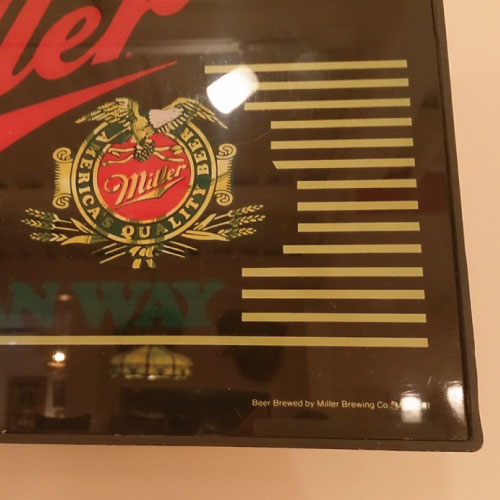 ller
AMERICA'S QUALITY BEER
Miller
AN WAY
Beer Brewed by Miller Brewing Co.